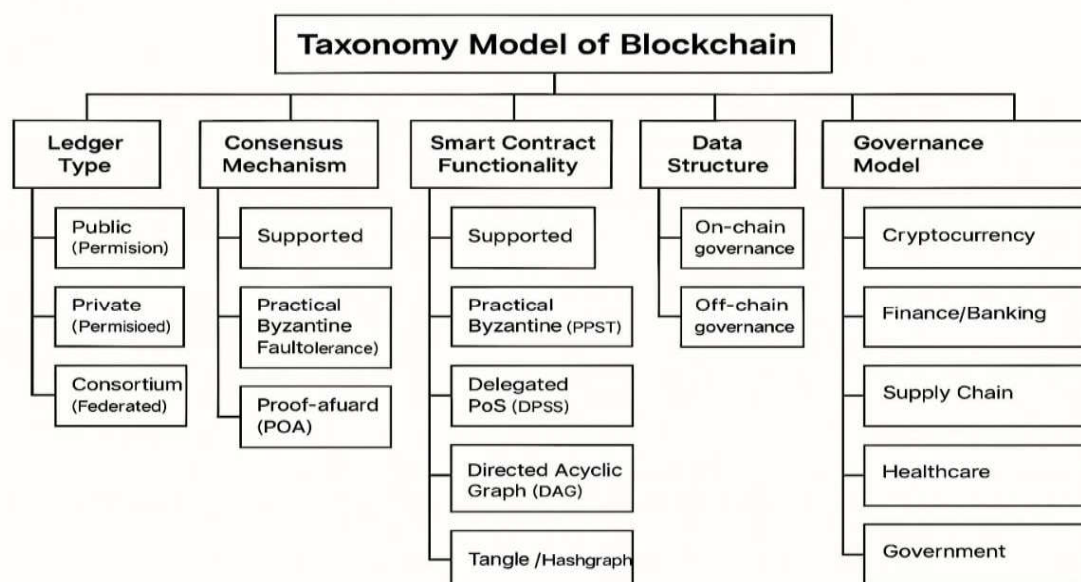 Taxonomy Model of Blockchain
Ledger
Type
Public
(Permision)
Private
(Permisioed)
Consortium
(Federated)
Consensus
Mechanism
Supported
Practical
Byzantine
Faultolerance)
Proof-afuard
(POA)
Smart Contract
Functionality
Supported
Practical
Byzantine (PPST)
Delegated
PoS (DPSS)
Directed Acyclic
Graph (DAG)
Tangle /Hashgraph
Data
Structure
On-chain
governance
Off-chain
governance
Governance
Model
Cryptocurrency
Finance/Banking
Supply Chain
Healthcare
Government